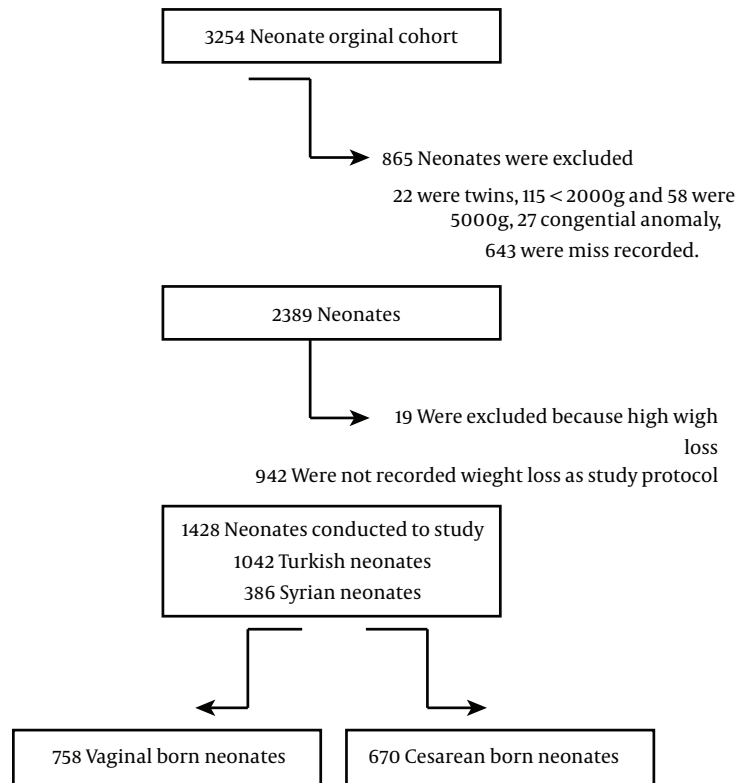 3254 Neonate orginal cohort
865 Neonates were excluded
22 were twins, 115 < 2000g and 58 were
5000g, 27 congential anomaly,
643 were miss recorded.
2389 Neonates
19 Were excluded because high wigh
loss
942 Were not recorded wieght loss as study protocol
1428 Neonates conducted to study
1042 Turkish neonates
386 Syrian neonates
758 Vaginal born neonates
670 Cesarean born neonates